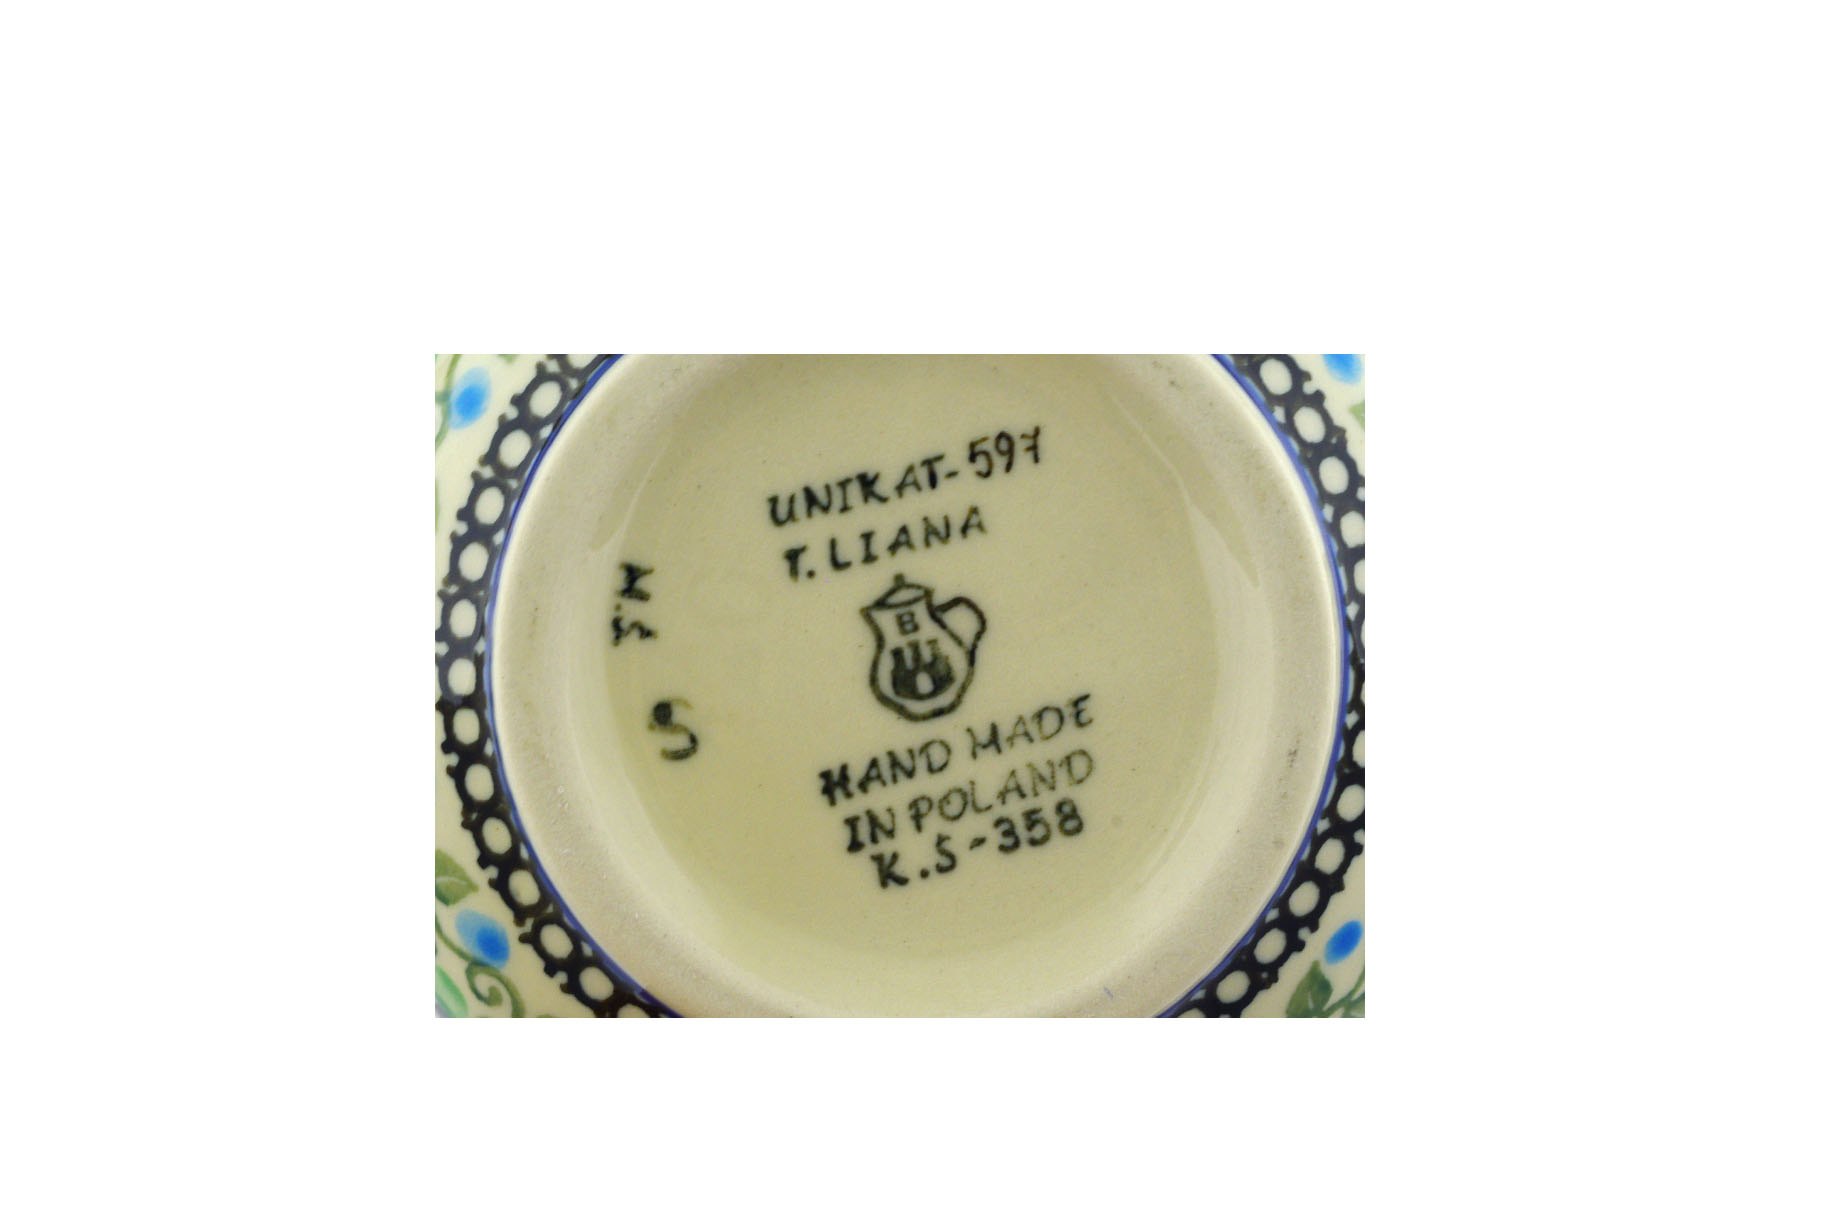 UNIKAT-597
T. LIANA
B
HAND MADE
IN POLAND
K.S-358
S